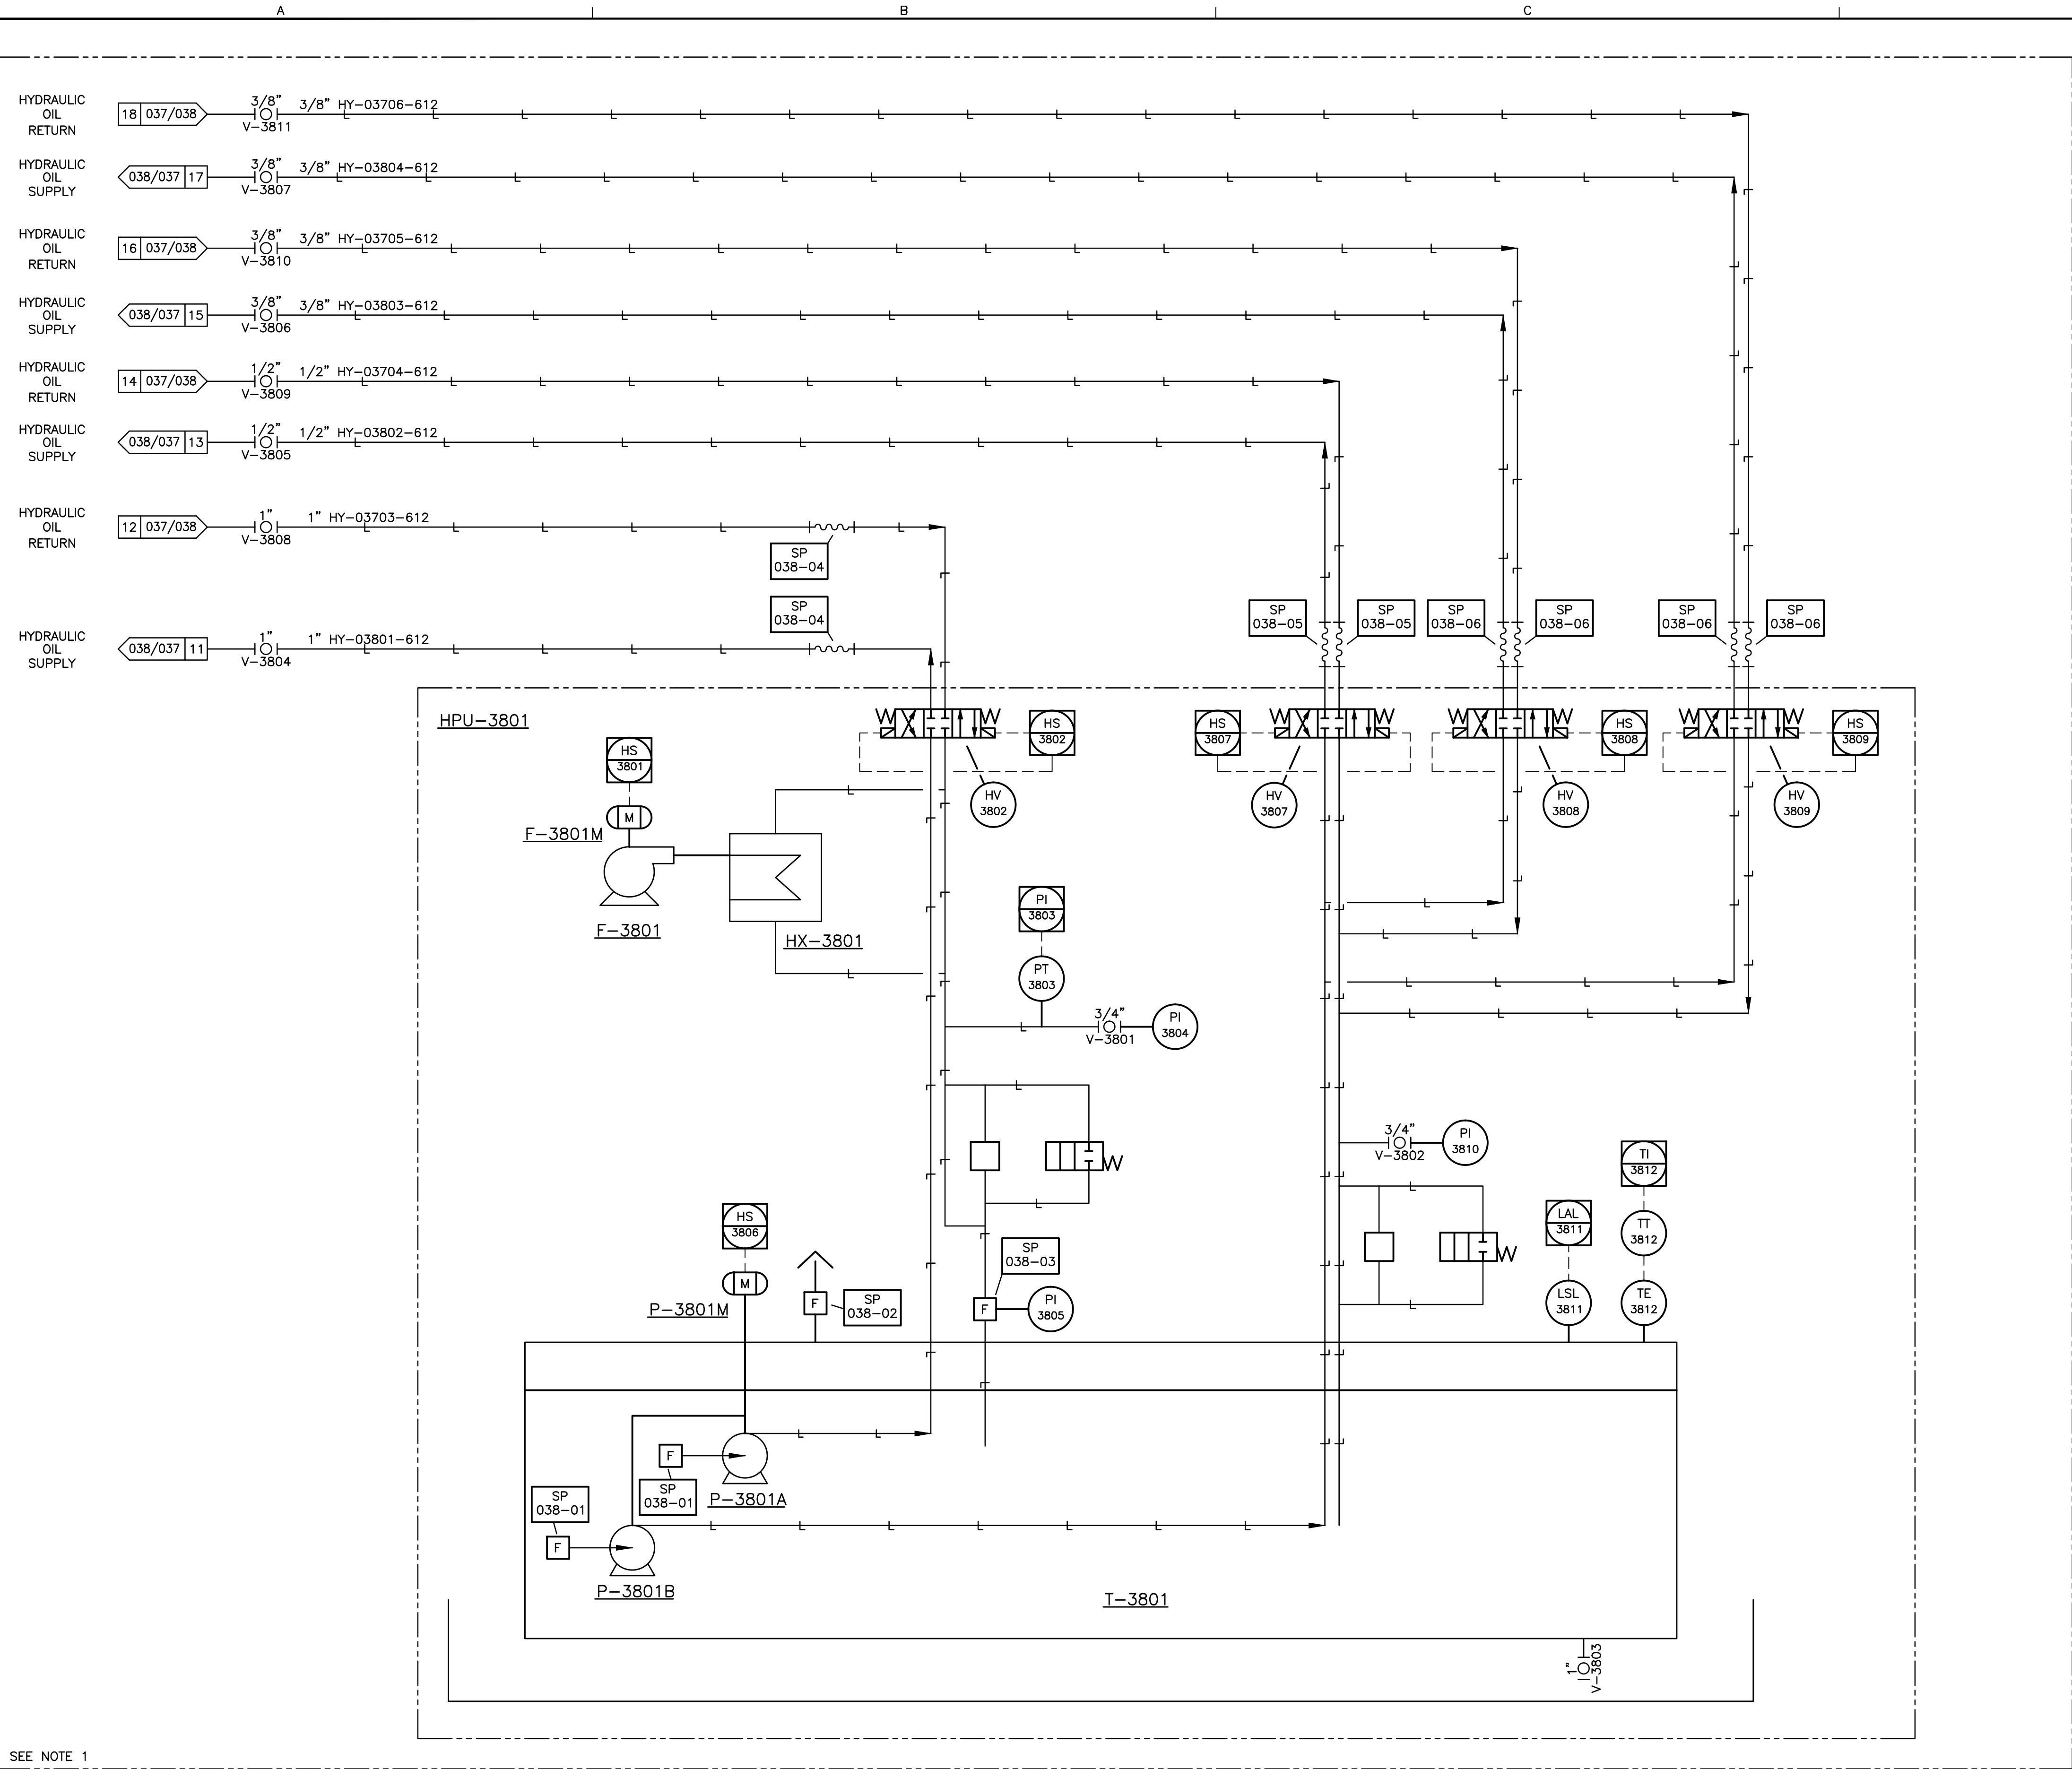 A
B
C
HYDRAULIC
OIL
RETURN
18 037/038
3/8"
V-3811
3/8" HY-03706-612
HYDRAULIC
OIL
SUPPLY
038/037 17
3/8"
V-3807
3/8" HY-03804-612
HYDRAULIC
OIL
RETURN
16 037/038
3/8"
V-3810
3/8" HY-03705-612
HYDRAULIC
OIL
SUPPLY
038/037 15
3/8"
V-3806
3/8" HY-03803-612
HYDRAULIC
OIL
RETURN
14 037/038
1/2"
V-3809
1/2" HY-03704-612
HYDRAULIC
OIL
SUPPLY
038/037 13
1/2"
V-3805
1/2" HY-03802-612
HYDRAULIC
OIL
RETURN
12 037/038
1"
V-3808
1" HY-03703-612
SP
038-04
SP
038-04
HYDRAULIC
OIL
SUPPLY
038/037 11
1"
V-3804
1" HY-03801-612
SP
038-05
SP
038-05
SP
038-06
SP
038-06
SP
038-06
SP
038-06
HPU-3801
HS
3801
M
F-3801M
F-3801
HX-3801
HS
3802
HV
3802
HS
3807
HV
3807
HS
3808
HV
3808
HS
3809
HV
3809
PI
3803
PT
3803
3/4"
V-3801
PI
3804
3/4"
V-3802
PI
3810
TI
3812
TT
3812
TE
3812
LAL
3811
LSL
3811
HS
3806
M
P-3801M
F
SP
038-02
SP
038-03
F
PI
3805
F
SP
038-01
P-3801A
SP
038-01
F
P-3801B
T-3801
1"
V-3803
SEE NOTE 1